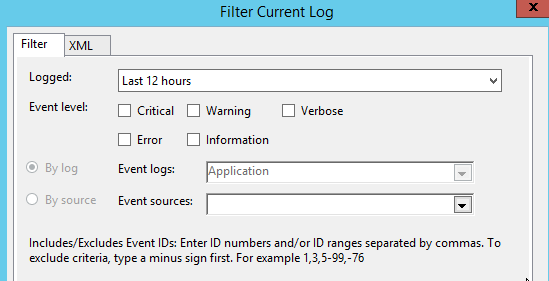 Filter Current Log
x
Filter XML
Logged: Last 12 hours
Event level: Critical Warning Verbose
Error Information
By log Event logs: Application
By source Event sources:
Includes/Excludes Event IDs: Enter ID numbers and/or ID ranges separated by commas. To
exclude criteria, type a minus sign first. For example 1,3,5-99,-76